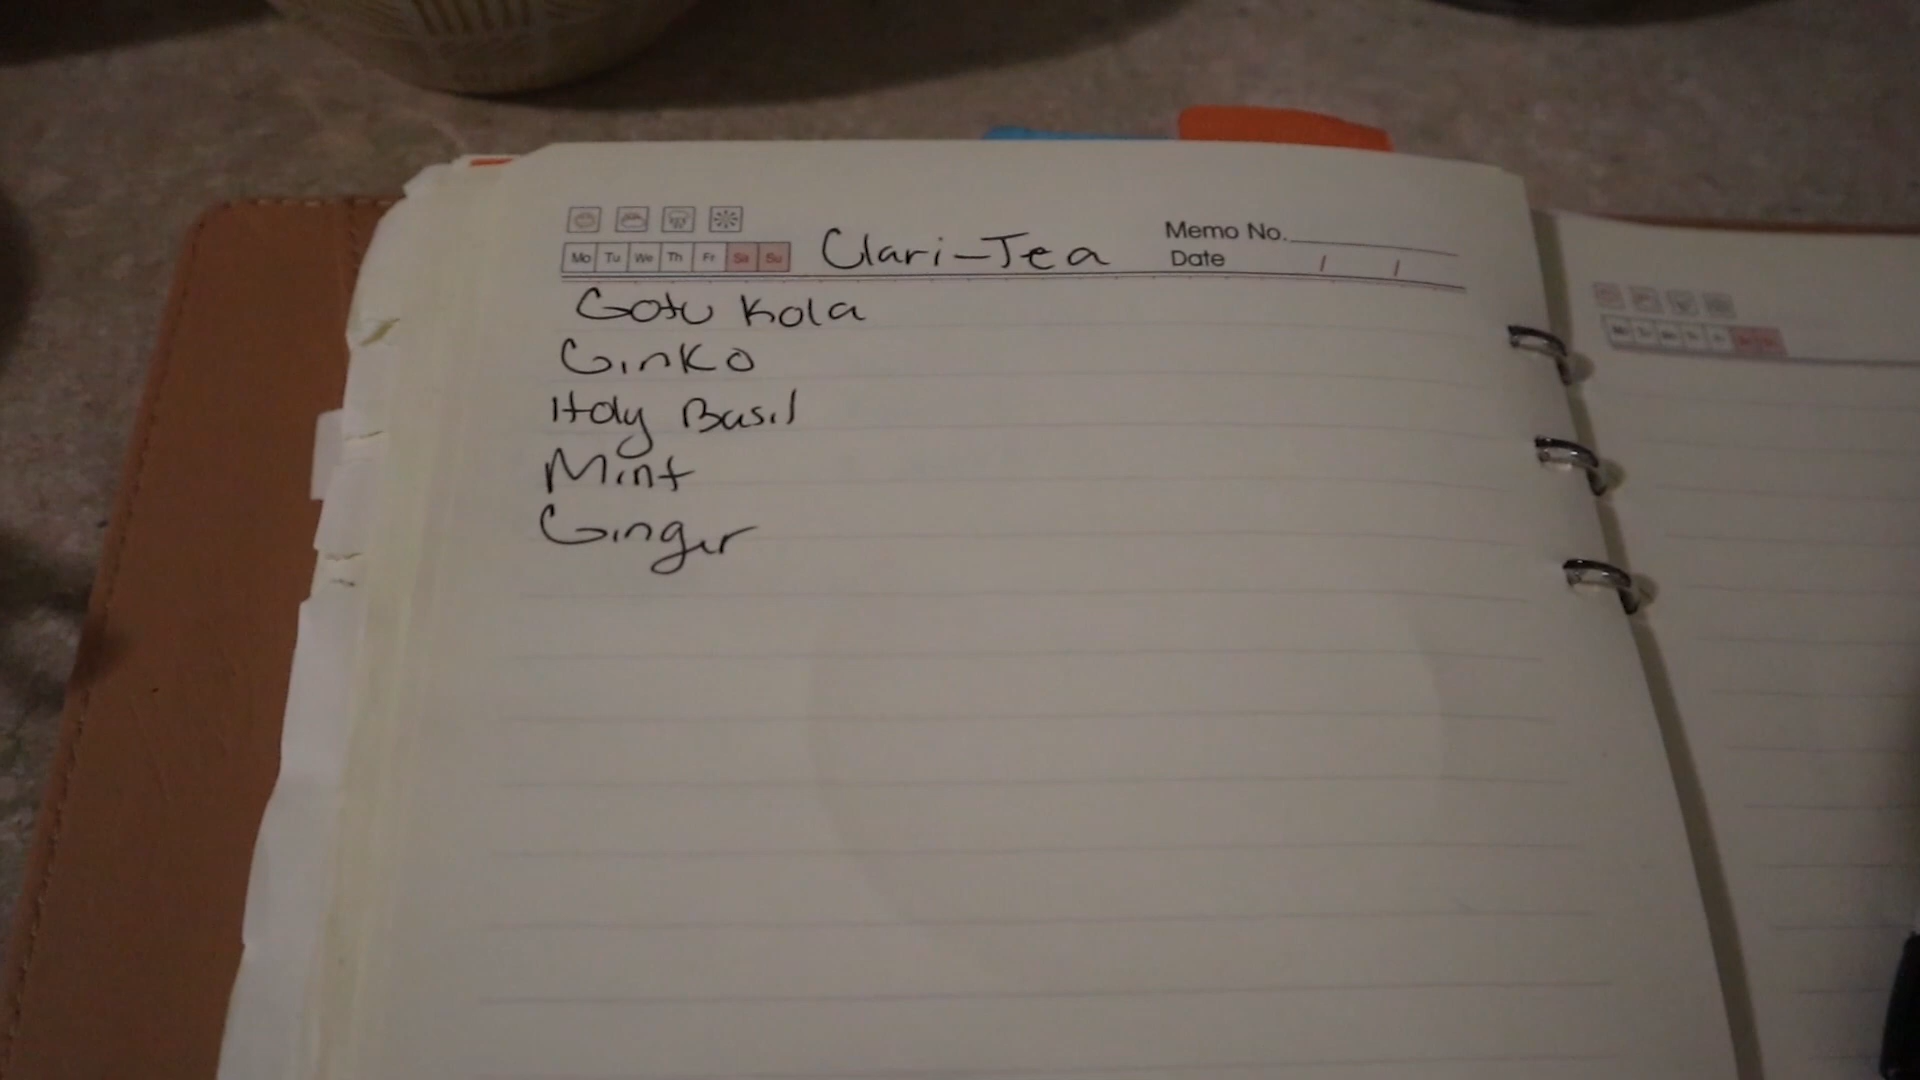 Mo Tu We Th Fr Sa Su
Clari-Tea
Memo No.
Date / /
Gotu Kola
Ginko
Holy Basil
Mint
Ginger